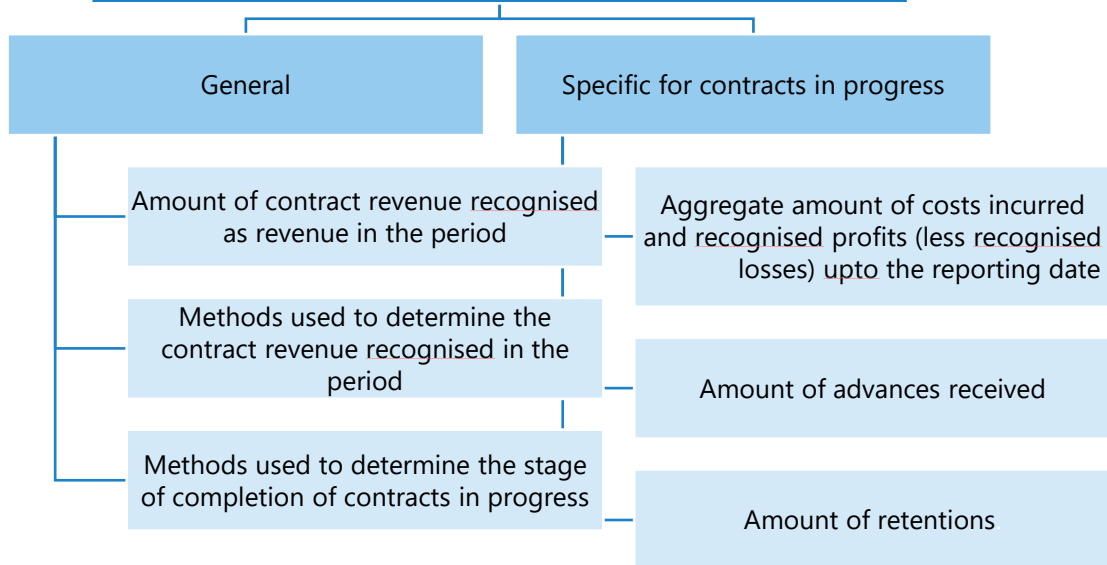 General
Specific for contracts in progress
Amount of contract revenue recognised
as revenue in the period
Methods used to determine the
contract revenue recognised in the
period
Methods used to determine the stage
of completion of contracts in progress
Aggregate amount of costs incurred
and recognised profits (less recognised
losses) upto the reporting date
Amount of advances received
Amount of retentions.